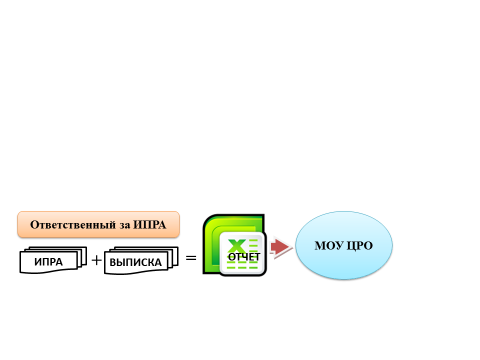 Ответственный за ИПРА
ИПРА + ВЫПИСКА = ОТЧЕТ
МОУ ЦРО